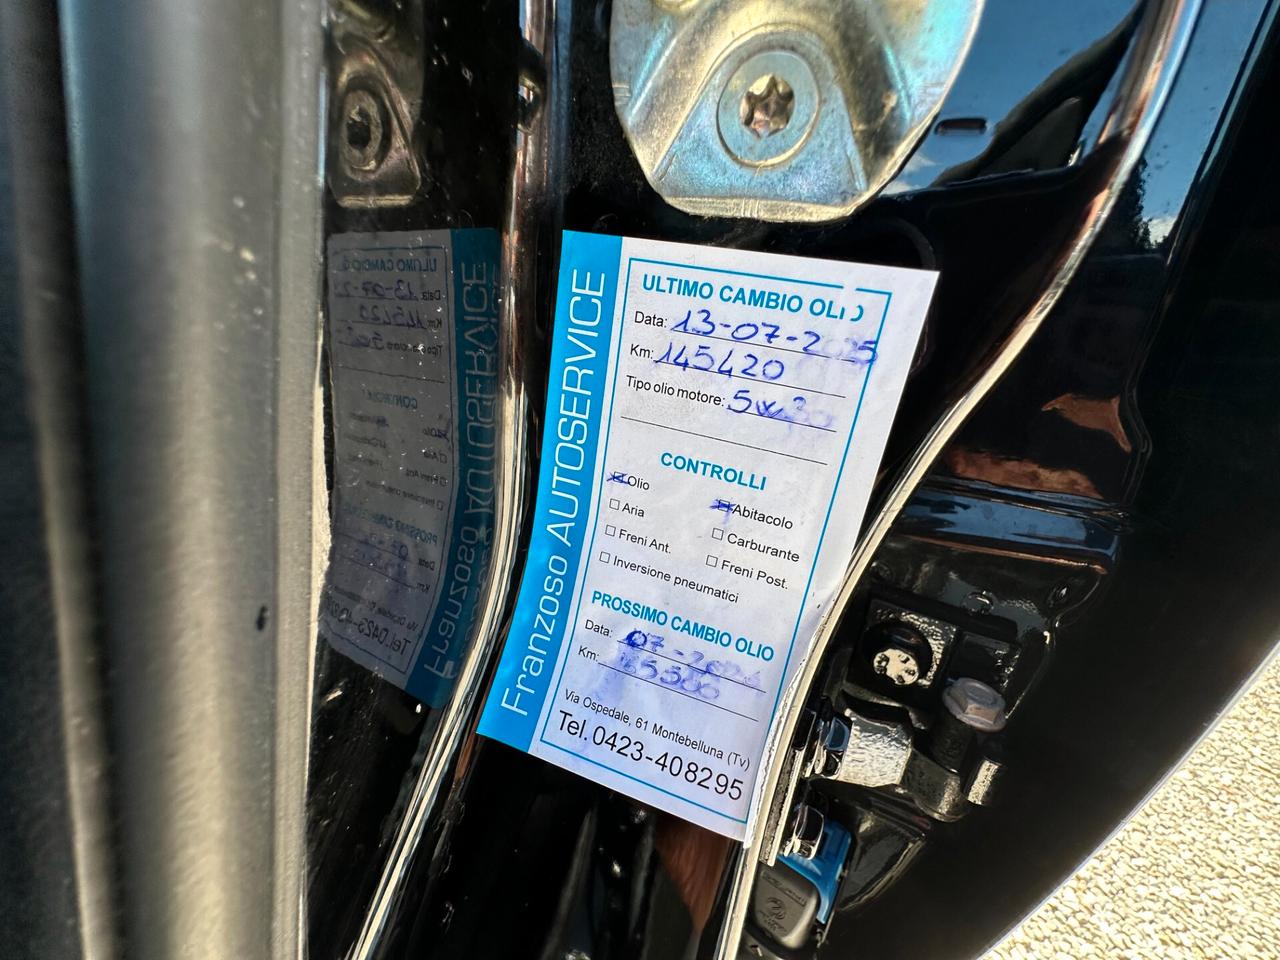 Franzoso AUTOSERVICE
ULTIMO CAMBIO OLIO
Data: 13-07-2025
Km: 145420
Tipo olio motore: 5w30
CONTROLLI
Olio
Abitacolo
Aria
Carburante
Freni Ant.
Freni Post.
Inversione pneumatici
PROSSIMO CAMBIO OLIO
Data: 07-2026
Km:
Via Ospedale, 61 Montebelluna (Tv)
Tel. 0423-408295